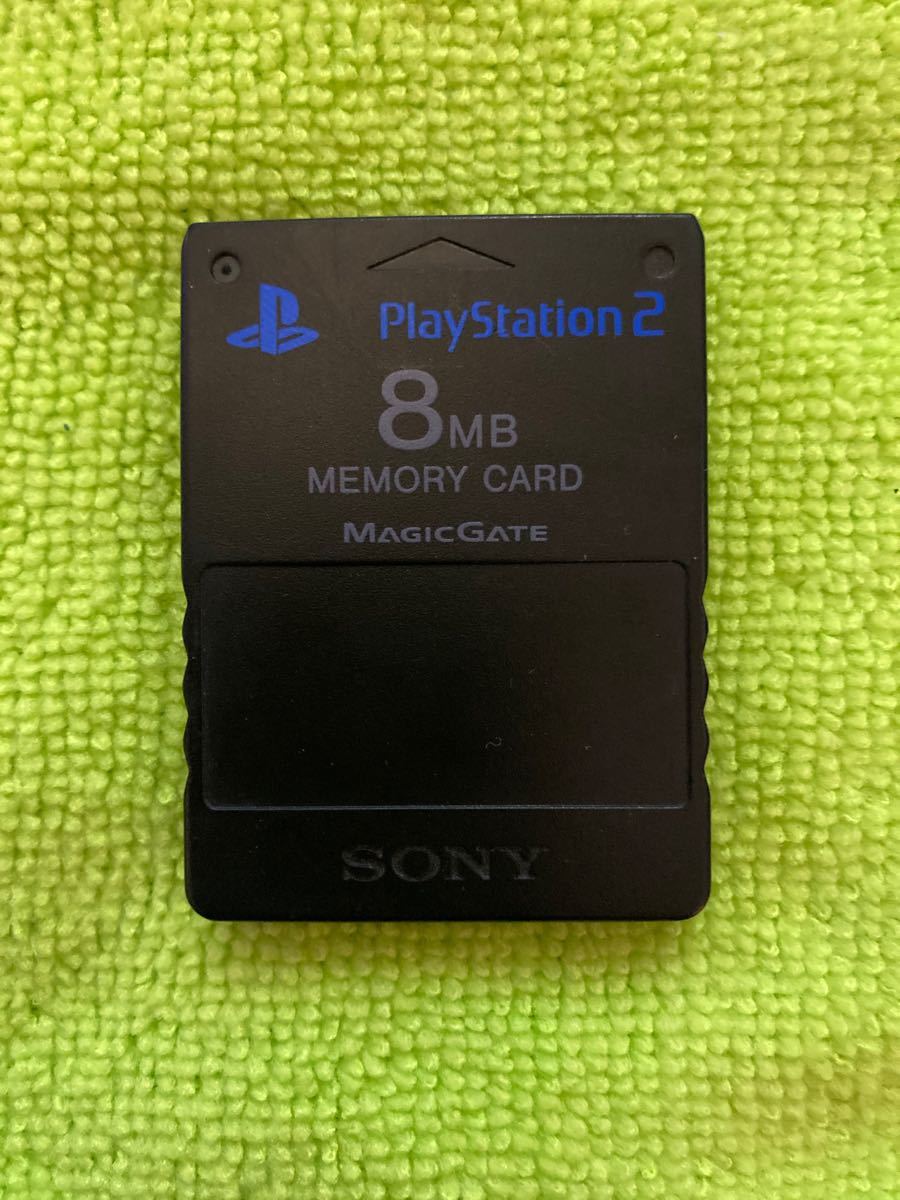 PlayStation 2
8MB
MEMORY CARD
MAGICGATE
SONY